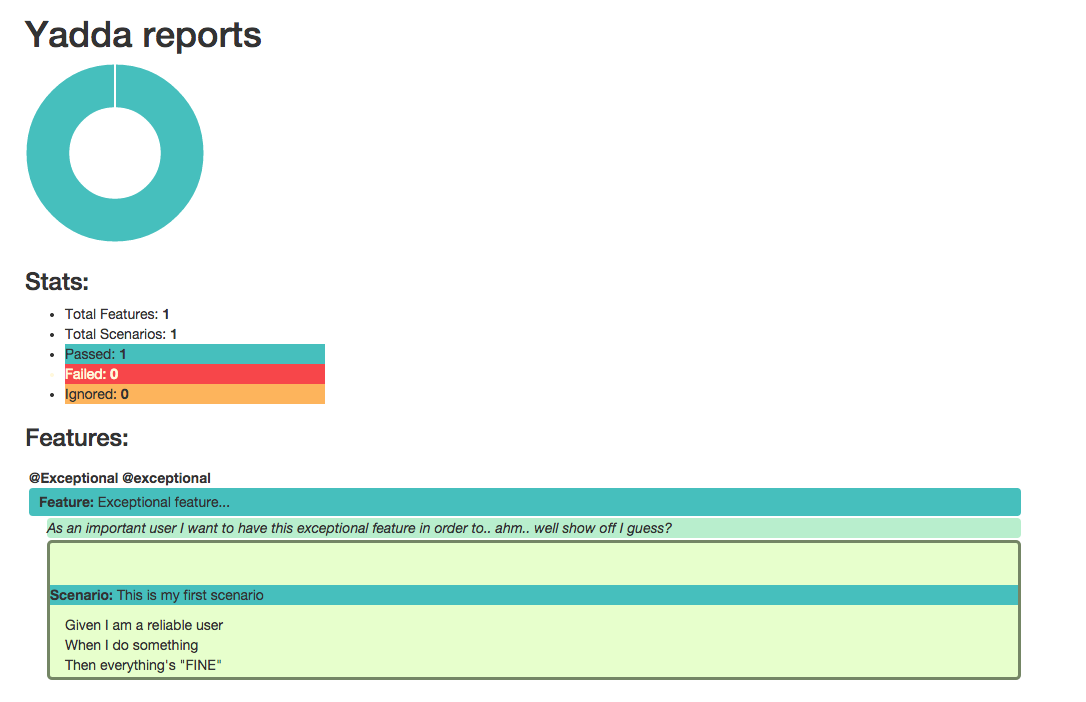 Yadda reports
Stats:
Total Features: 1
Total Scenarios: 1
Passed: 1
Failed: 0
Ignored: 0
Features:
@Exceptional @exceptional
Feature: Exceptional feature...
As an important user I want to have this exceptional feature in order to.. ahm.. well show off I guess?
Scenario: This is my first scenario
Given I am a reliable user
When I do something
Then everything's "FINE"